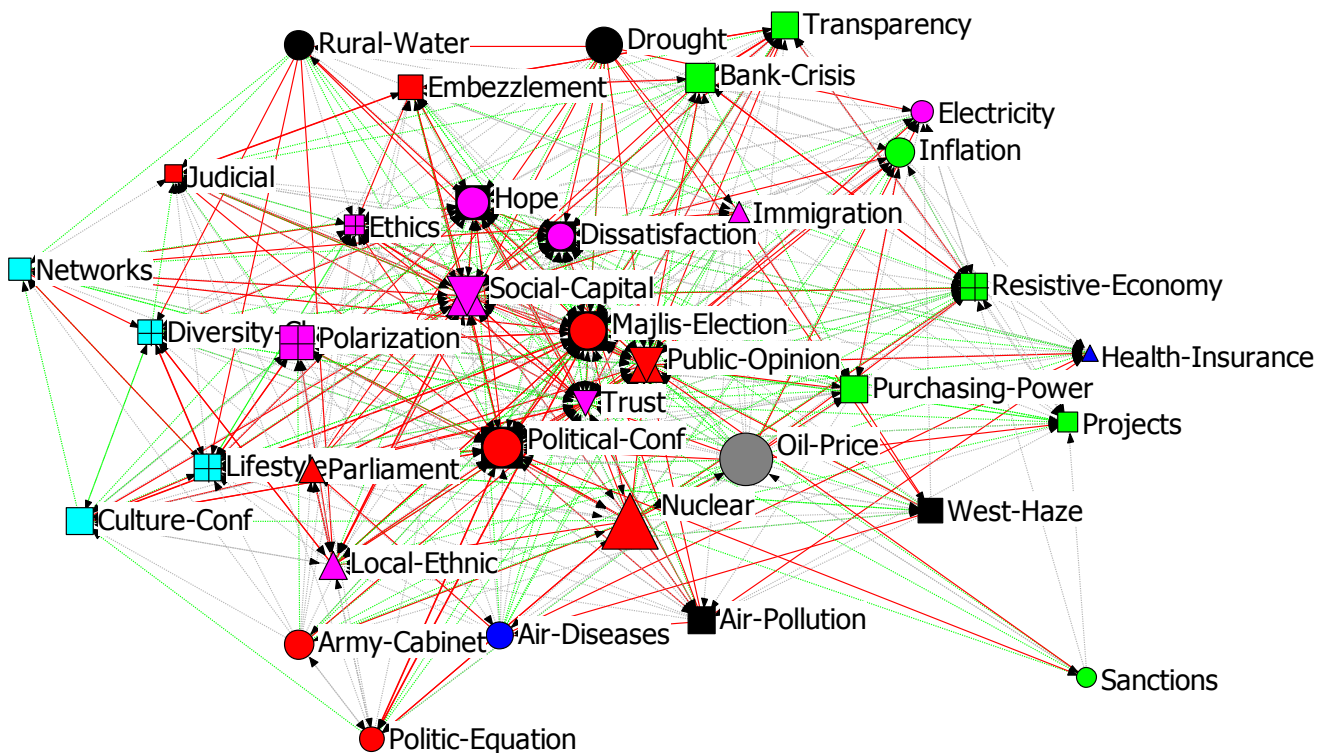 Transparency
Rural-Water
Drought
Bank-Crisis
Embezzlement
Electricity
Inflation
Judicial
Hope
Immigration
Ethics
Dissatisfaction
Networks
Social-Capital
Resistive-Economy
Diversity
Polarization
Majlis-Election
Public-Opinion
Health-Insurance
Purchasing-Power
Trust
Projects
Political-Conf
Oil-Price
Lifestyle
Parliament
Nuclear
West-Haze
Culture-Conf
Local-Ethnic
Air-Pollution
Army-Cabinet
Air-Diseases
Sanctions
Politic-Equation